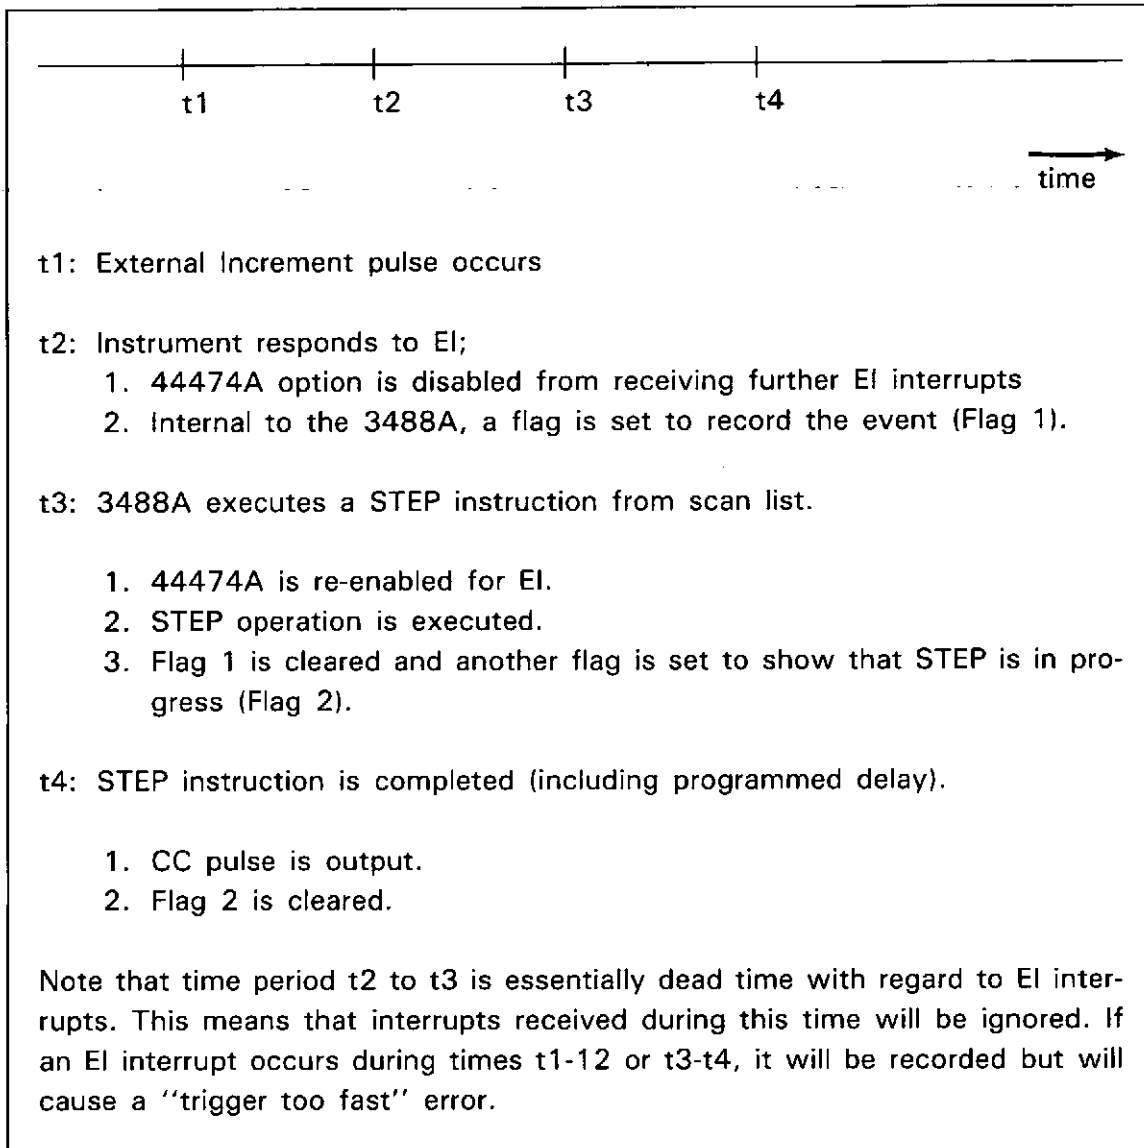 t1 t2 t3 t4
time
t1: External Increment pulse occurs
t2: Instrument responds to EI;
1. 44474A option is disabled from receiving further EI interrupts
2. Internal to the 3488A, a flag is set to record the event (Flag 1).
t3: 3488A executes a STEP instruction from scan list.
1. 44474A is re-enabled for EI.
2. STEP operation is executed.
3. Flag 1 is cleared and another flag is set to show that STEP is in pro-
gress (Flag 2).
t4: STEP instruction is completed (including programmed delay).
1. CC pulse is output.
2. Flag 2 is cleared.
Note that time period t2 to t3 is essentially dead time with regard to EI inter-
rupts. This means that interrupts received during this time will be ignored. If
an EI interrupt occurs during times t1-12 or t3-t4, it will be recorded but will
cause a ''trigger too fast'' error.